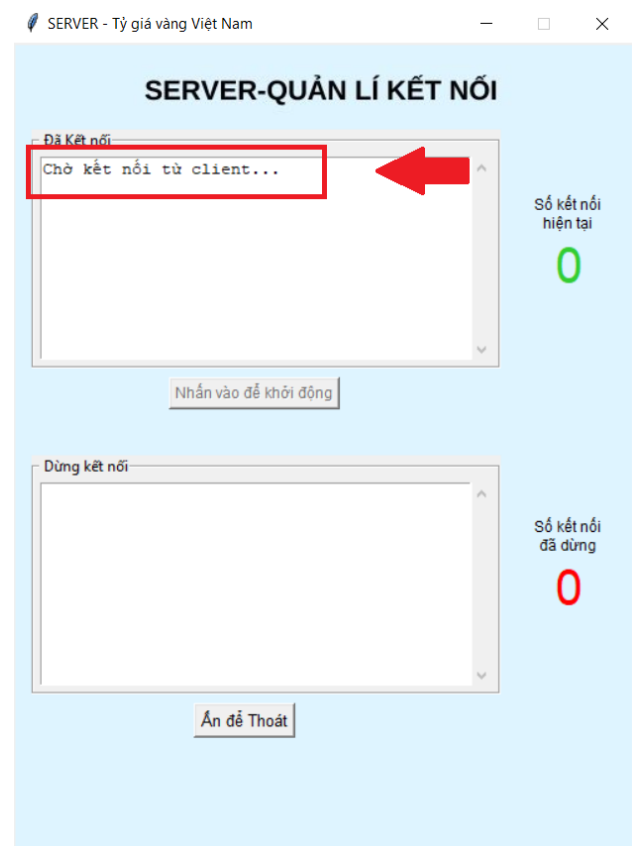 SERVER - Tỷ giá vàng Việt Nam
SERVER-QUẢN LÍ KẾT NỐI
Đã Kết nối
Chờ kết nối từ client...
Số kết nối
hiện tại
0
Nhấn vào để khởi động
Dừng kết nối
Số kết nối
đã dừng
0
Ấn để Thoát